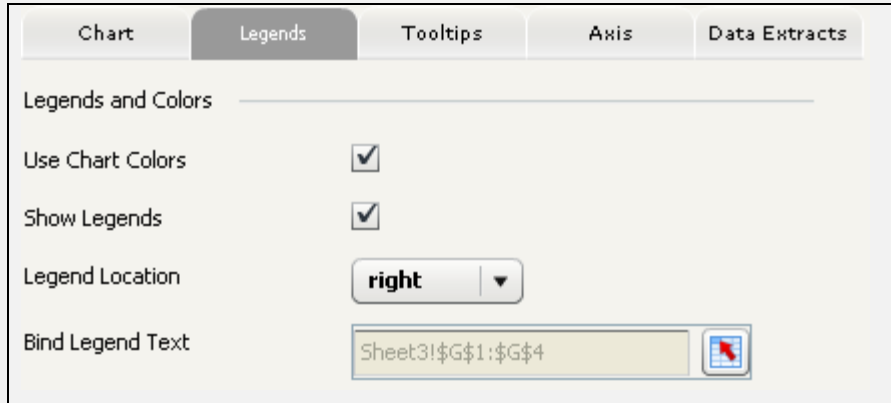 Chart Legends Tooltips Axis Data Extracts
Legends and Colors
Use Chart Colors
Show Legends
Legend Location right
Bind Legend Text Sheet3!$G$1:$G$4